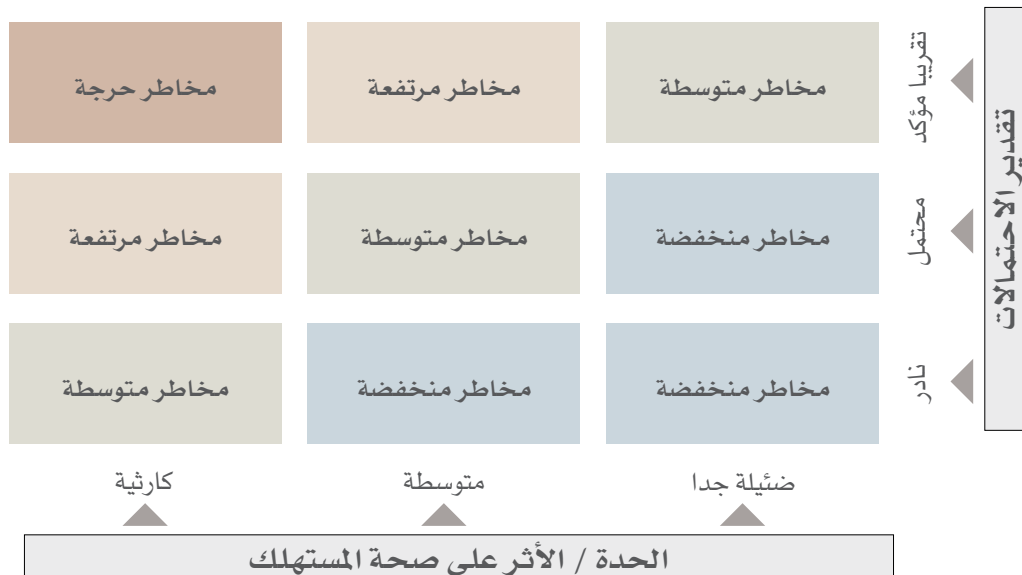 تقدير الاحتمالات
تقريبا مؤكد
مخاطر متوسطة
مخاطر مرتفعة
مخاطر حرجة
محتمل
مخاطر منخفضة
مخاطر متوسطة
مخاطر مرتفعة
نادر
مخاطر منخفضة
مخاطر منخفضة
مخاطر متوسطة
ضئيلة جدا
متوسطة
كارثية
الحدة / الأثر على صحة المستهلك